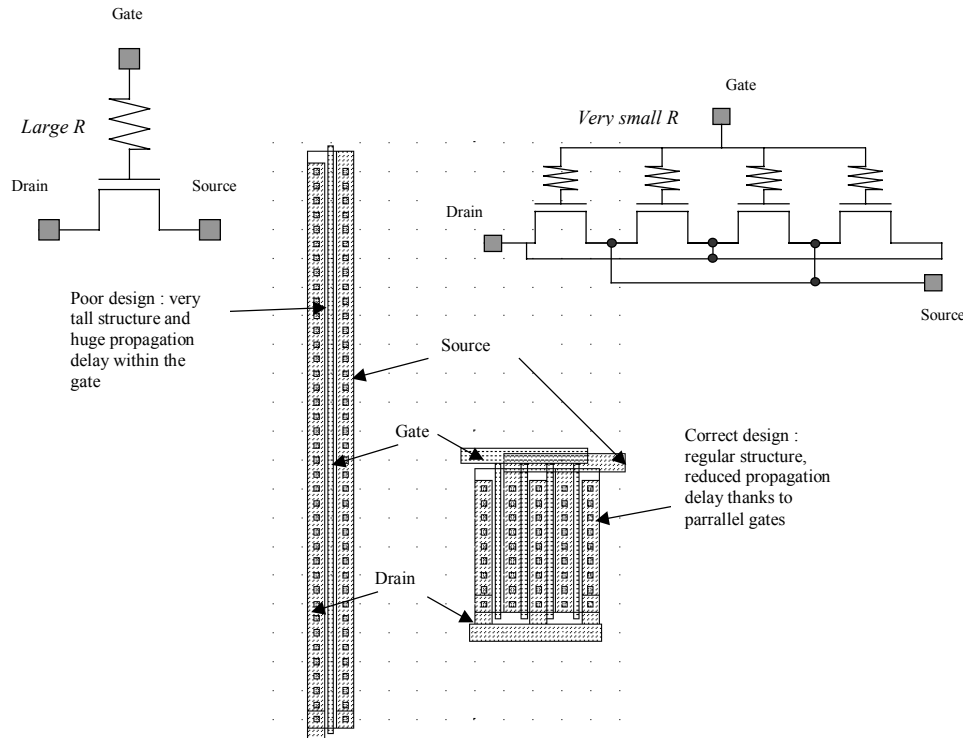 Gate
Large R
Drain
Source
Gate
Very small R
Drain
Source
Poor design : very
tall structure and
huge propagation
delay within the
gate
Source
Gate
Drain
Correct design :
regular structure,
reduced propagation
delay thanks to
parrallel gates